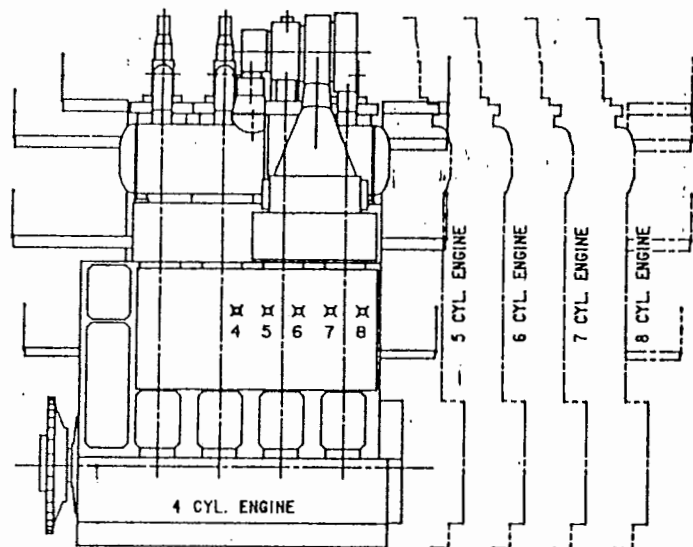 4 5 6 7 8
4 CYL. ENGINE
5 CYL. ENGINE
6 CYL. ENGINE
7 CYL. ENGINE
8 CYL. ENGINE